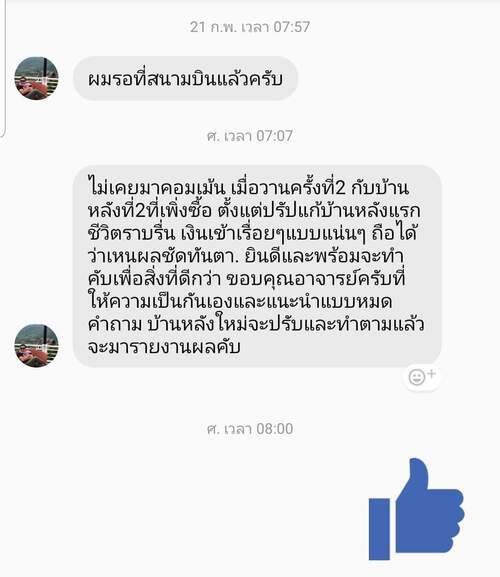 21 ก.พ. เวลา 07:57
ผมรอที่สนามบินแล้วครับ
ศ. เวลา 07:07
ไม่เคยมาคอมเม้น เมื่อวานครั้งที่2 กับบ้าน
หลังที่2ที่เพิ่งซื้อ ตั้งแต่ปรับแก้บ้านหลังแรก
ชีวิตราบรื่น เงินเข้าเรื่อยๆแบบแน่นๆ ถือได้
ว่าเหนผลชัดทันตา. ยินดีและพร้อมจะทำ
คับเพื่อสิ่งที่ดีกว่า ขอบคุณอาจารย์ครับที่
ให้ความเป็นกันเองและแนะนำแบบหมด
คำถาม บ้านหลังใหม่จะปรับและทำตามแล้ว
จะมารายงานผลคับ
ศ. เวลา 08:00